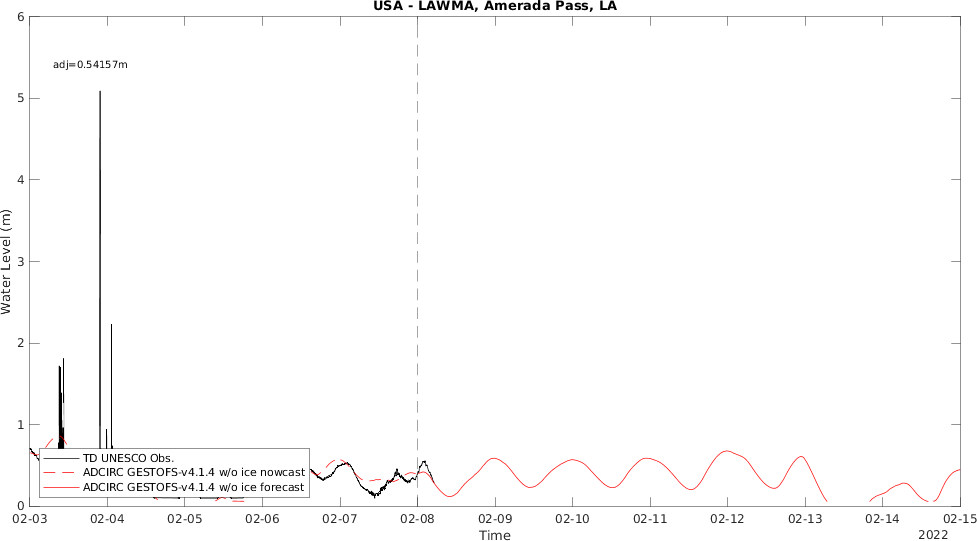 USA - LAWMA, Amerada Pass, LA
adj=0.54157m
6
5
4
3
2
1
0
Water Level (m)
TD UNESCO Obs.
ADCIRC GESTOFS-v4.1.4 w/o ice nowcast
ADCIRC GESTOFS-v4.1.4 w/o ice forecast
02-03 02-04 02-05 02-06 02-07 02-08 02-09 02-10 02-11 02-12 02-13 02-14 02-15
Time
2022